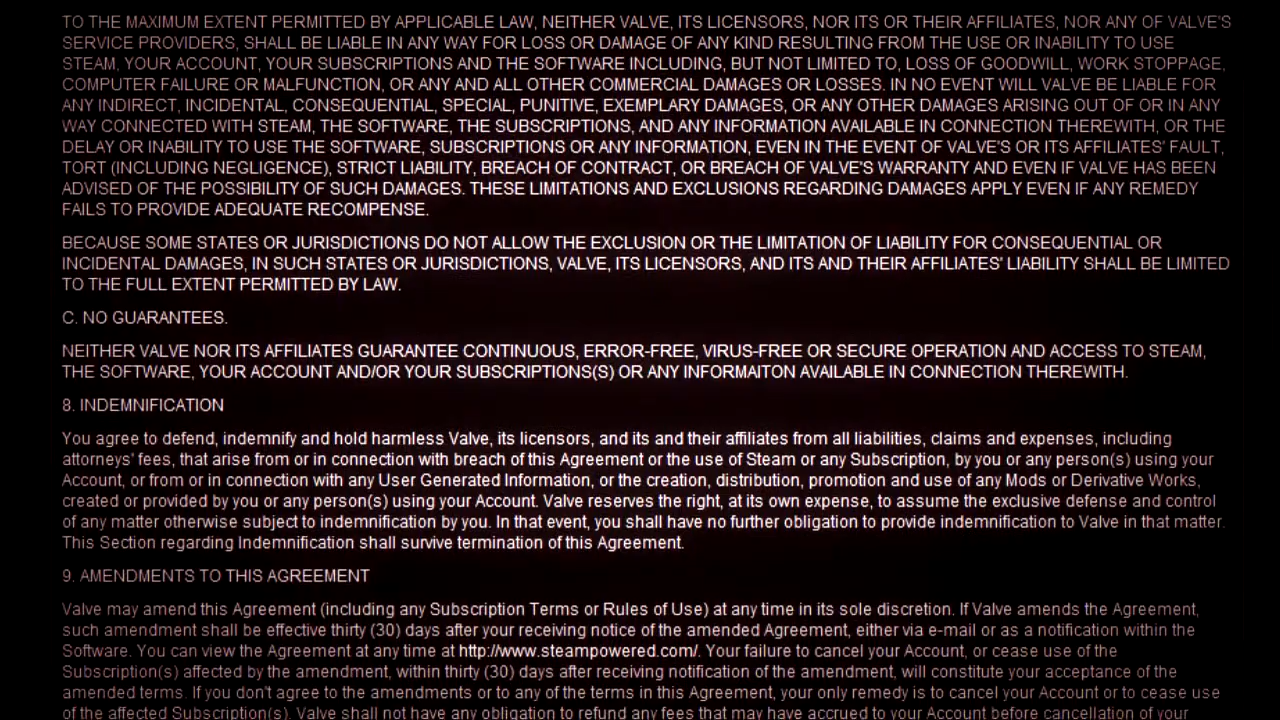 TO THE MAXIMUM EXTENT PERMITTED BY APPLICABLE LAW, NEITHER VALVE, ITS LICENSORS, NOR ITS OR THEIR AFFILIATES, NOR ANY OF VALVE'S
SERVICE PROVIDERS, SHALL BE LIABLE IN ANY WAY FOR LOSS OR DAMAGE OF ANY KIND RESULTING FROM THE USE OR INABILITY TO USE
STEAM, YOUR ACCOUNT, YOUR SUBSCRIPTIONS AND THE SOFTWARE INCLUDING, BUT NOT LIMITED TO, LOSS OF GOODWILL, WORK STOPPAGE,
COMPUTER FAILURE OR MALFUNCTION, OR ANY AND ALL OTHER COMMERCIAL DAMAGES OR LOSSES. IN NO EVENT WILL VALVE BE LIABLE FOR
ANY INDIRECT, INCIDENTAL, CONSEQUENTIAL, SPECIAL, PUNITIVE, EXEMPLARY DAMAGES, OR ANY OTHER DAMAGES ARISING OUT OF OR IN ANY
WAY CONNECTED WITH STEAM, THE SOFTWARE, THE SUBSCRIPTIONS, AND ANY INFORMATION AVAILABLE IN CONNECTION THEREWITH, OR THE
DELAY OR INABILITY TO USE THE SOFTWARE, SUBSCRIPTIONS OR ANY INFORMATION, EVEN IN THE EVENT OF VALVE'S OR ITS AFFILIATES' FAULT,
TORT (INCLUDING NEGLIGENCE), STRICT LIABILITY, BREACH OF CONTRACT, OR BREACH OF VALVE'S WARRANTY AND EVEN IF VALVE HAS BEEN
ADVISED OF THE POSSIBILITY OF SUCH DAMAGES. THESE LIMITATIONS AND EXCLUSIONS REGARDING DAMAGES APPLY EVEN IF ANY REMEDY
FAILS TO PROVIDE ADEQUATE RECOMPENSE.
BECAUSE SOME STATES OR JURISDICTIONS DO NOT ALLOW THE EXCLUSION OR THE LIMITATION OF LIABILITY FOR CONSEQUENTIAL OR
INCIDENTAL DAMAGES, IN SUCH STATES OR JURISDICTIONS, VALVE, ITS LICENSORS, AND ITS AND THEIR AFFILIATES' LIABILITY SHALL BE LIMITED
TO THE FULL EXTENT PERMITTED BY LAW.
C. NO GUARANTEES.
NEITHER VALVE NOR ITS AFFILIATES GUARANTEE CONTINUOUS, ERROR-FREE, VIRUS-FREE OR SECURE OPERATION AND ACCESS TO STEAM,
THE SOFTWARE, YOUR ACCOUNT AND/OR YOUR SUBSCRIPTIONS(S) OR ANY INFORMAITON AVAILABLE IN CONNECTION THEREWITH.
8. INDEMNIFICATION
You agree to defend, indemnify and hold harmless Valve, its licensors, and its and their affiliates from all liabilities, claims and expenses, including
attorneys' fees, that arise from or in connection with breach of this Agreement or the use of Steam or any Subscription, by you or any person(s) using your
Account, or from or in connection with any User Generated Information, or the creation, distribution, promotion and use of any Mods or Derivative Works,
created or provided by you or any person(s) using your Account. Valve reserves the right, at its own expense, to assume the exclusive defense and control
of any matter otherwise subject to indemnification by you. In that event, you shall have no further obligation to provide indemnification to Valve in that matter.
This Section regarding Indemnification shall survive termination of this Agreement.
9. AMENDMENTS TO THIS AGREEMENT
Valve may amend this Agreement (including any Subscription Terms or Rules of Use) at any time in its sole discretion. If Valve amends the Agreement,
such amendment shall be effective thirty (30) days after your receiving notice of the amended Agreement, either via e-mail or as a notification within the
Software. You can view the Agreement at any time at http://www.steampowered.com/. Your failure to cancel your Account, or cease use of the
Subscription(s) affected by the amendment, within thirty (30) days after receiving notification of the amendment, will constitute your acceptance of the
amended terms. If you don't agree to the amendments or to any of the terms in this Agreement, your only remedy is to cancel your Account or to cease use
of the affected Subscription(s). Valve shall not have any obligation to refund any fees that may have accrued to your Account before cancellation of your